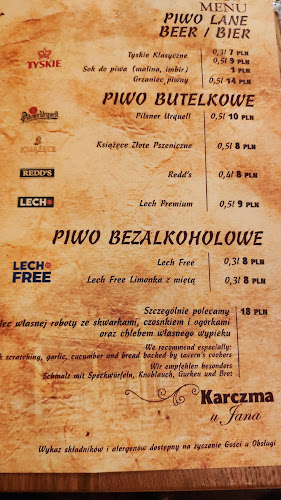 MENU
PIWO LANE
BEER / BIER
TYSKIE
Tyskie Klasyczne 0,3l 7 PLN
0,5l 9 PLN
Sok do piwa (malina, imbir) 1 PLN
Grzaniec piwny 0,5l 14 PLN
PIWO BUTELKOWE
Pilsner Urquell
Pilsner Urquell 0,5l 10 PLN
KSIĄŻĘCE
Książęce Złote Pszeniczne 0,5l 8 PLN
REDD'S
Redd's 0,4l 8 PLN
LECH
Lech Premium 0,5l 9 PLN
PIWO BEZALKOHOLOWE
LECH FREE
Lech Free 0,3l 8 PLN
Lech Free Limonka z miętą 0,3l 8 PLN
Szczególnie polecamy 18 PLN
lec własnej roboty ze skwarkami, czosnkiem i ogórkami
oraz chlebem własnego wypieku
We recommend especially:
scratching, garlic, cucumber and bread backed by tavern's cookers
Wir empfehlen besonders
Schmalz mit Speckwürfeln, Knoblauch, Gurken und Brot
Karczma
u Jana
Wykaz składników i alergenów dostępny na życzenie Gości u Obsługi